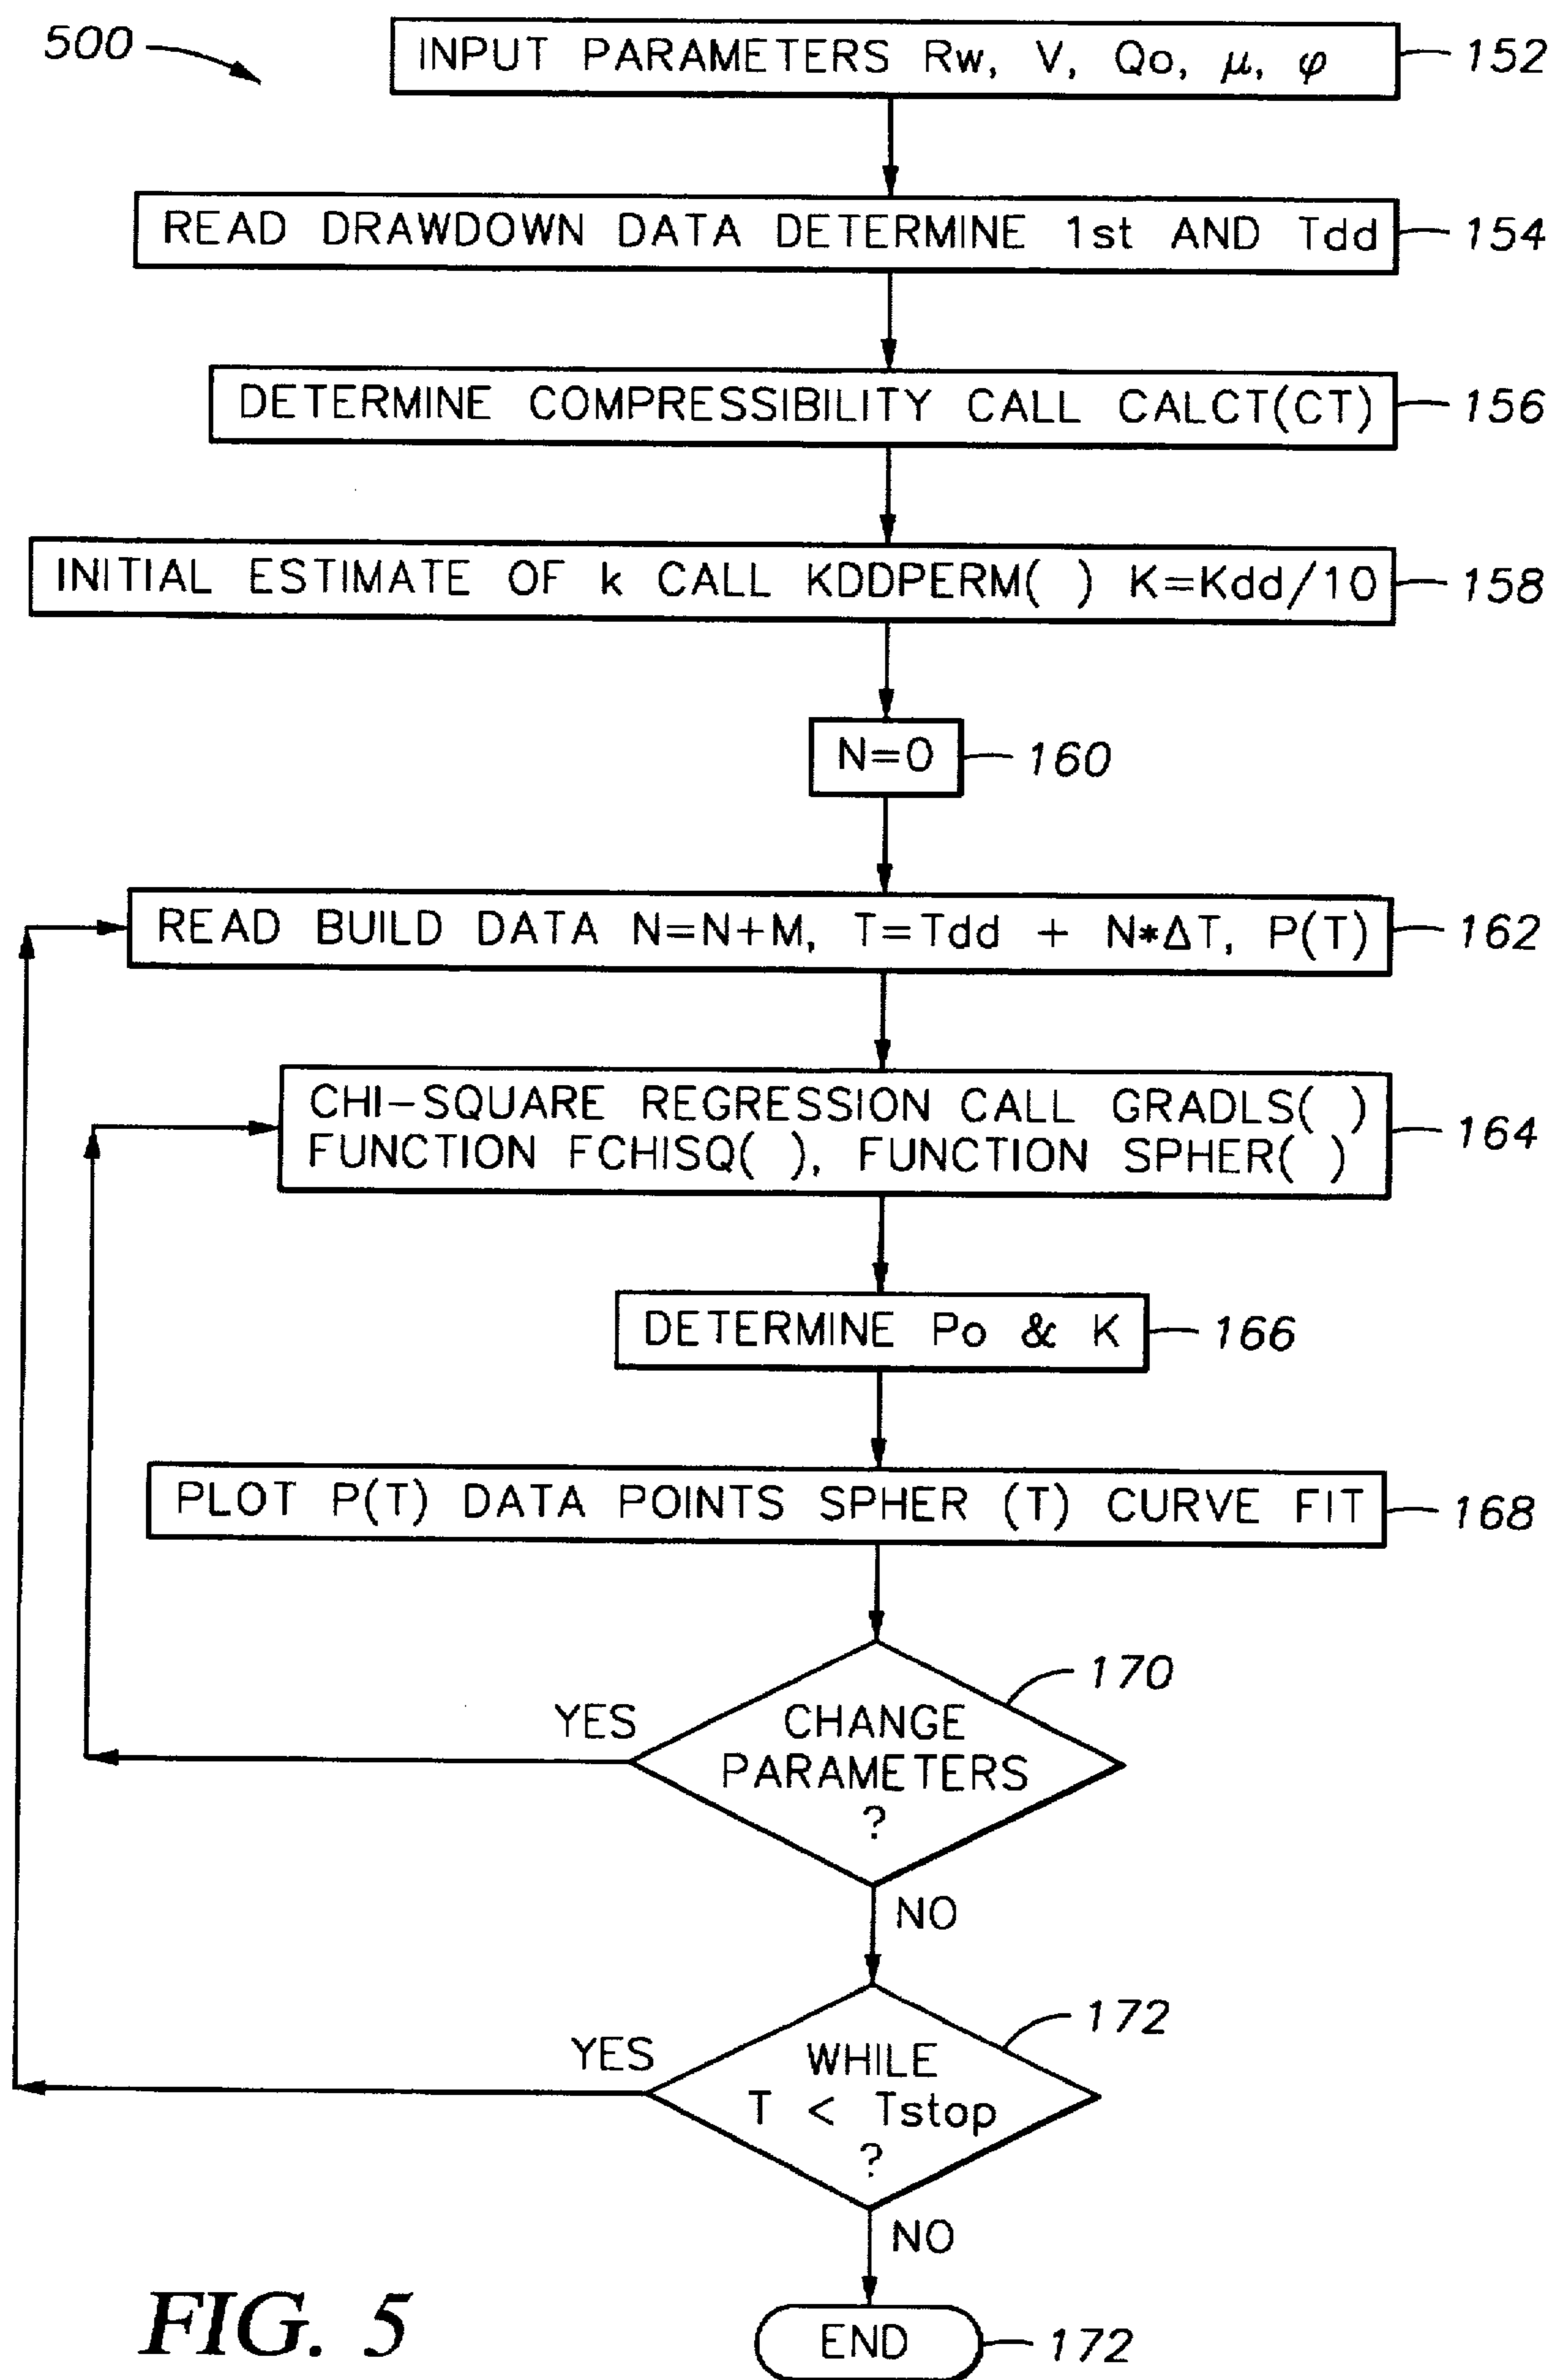 500
INPUT PARAMETERS Rw, V, Qo, μ, φ
152
READ DRAWDOWN DATA DETERMINE 1st AND Tdd
154
DETERMINE COMPRESSIBILITY CALL CALCT(CT)
156
INITIAL ESTIMATE OF k CALL KDDPERM( ) K=Kdd/10
158
N=0
160
READ BUILD DATA N=N+M, T=Tdd + N*ΔT, P(T)
162
CHI-SQUARE REGRESSION CALL GRADLS( )
FUNCTION FCHISQ( ), FUNCTION SPHER( )
164
DETERMINE Po & K
166
PLOT P(T) DATA POINTS SPHER (T) CURVE FIT
168
170
YES
CHANGE
PARAMETERS
?
NO
172
YES
WHILE
T < Tstop
?
NO
END
172
FIG. 5